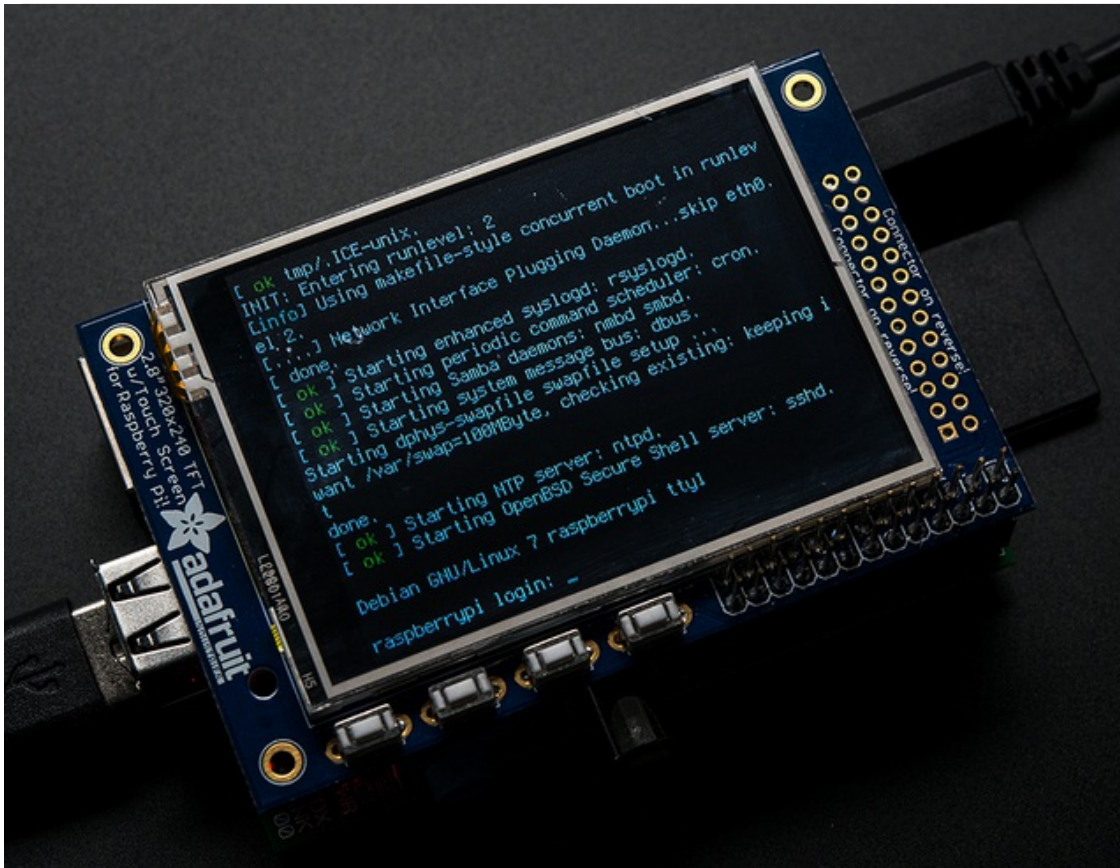 [ ok tmp/.ICE-unix.
INIT: Entering runlevel: 2
[info] Using makefile-style concurrent boot in runlev
el 2.
[....] Network Interface Plugging Daemon...skip eth0.
[ done.
[ ok ] Starting enhanced syslogd: rsyslogd.
[ ok ] Starting periodic command scheduler: cron.
[ ok ] Starting Samba daemons: nmbd smbd.
[ ok ] Starting system message bus: dbus.
Starting dphys-swapfile swapfile setup ...
want /var/swap=100MByte, checking existing: keeping i
t
done.
[ ok ] Starting NTP server: ntpd.
[ ok ] Starting OpenBSD Secure Shell server: sshd.
Debian GNU/Linux 7 raspberrypi tty1
raspberrypi login: _
2.8" 320x240 TFT
w/Touch Screen
for Raspberry Pi!
adafruit
Connector on reverse!
Connector on reverse!